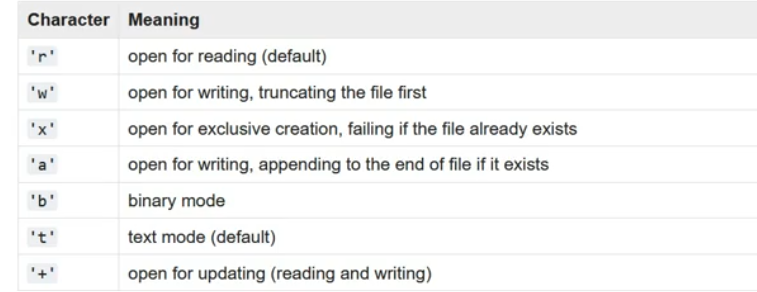 Character Meaning
'r' open for reading (default)
'w' open for writing, truncating the file first
'x' open for exclusive creation, failing if the file already exists
'a' open for writing, appending to the end of file if it exists
'b' binary mode
't' text mode (default)
'+' open for updating (reading and writing)